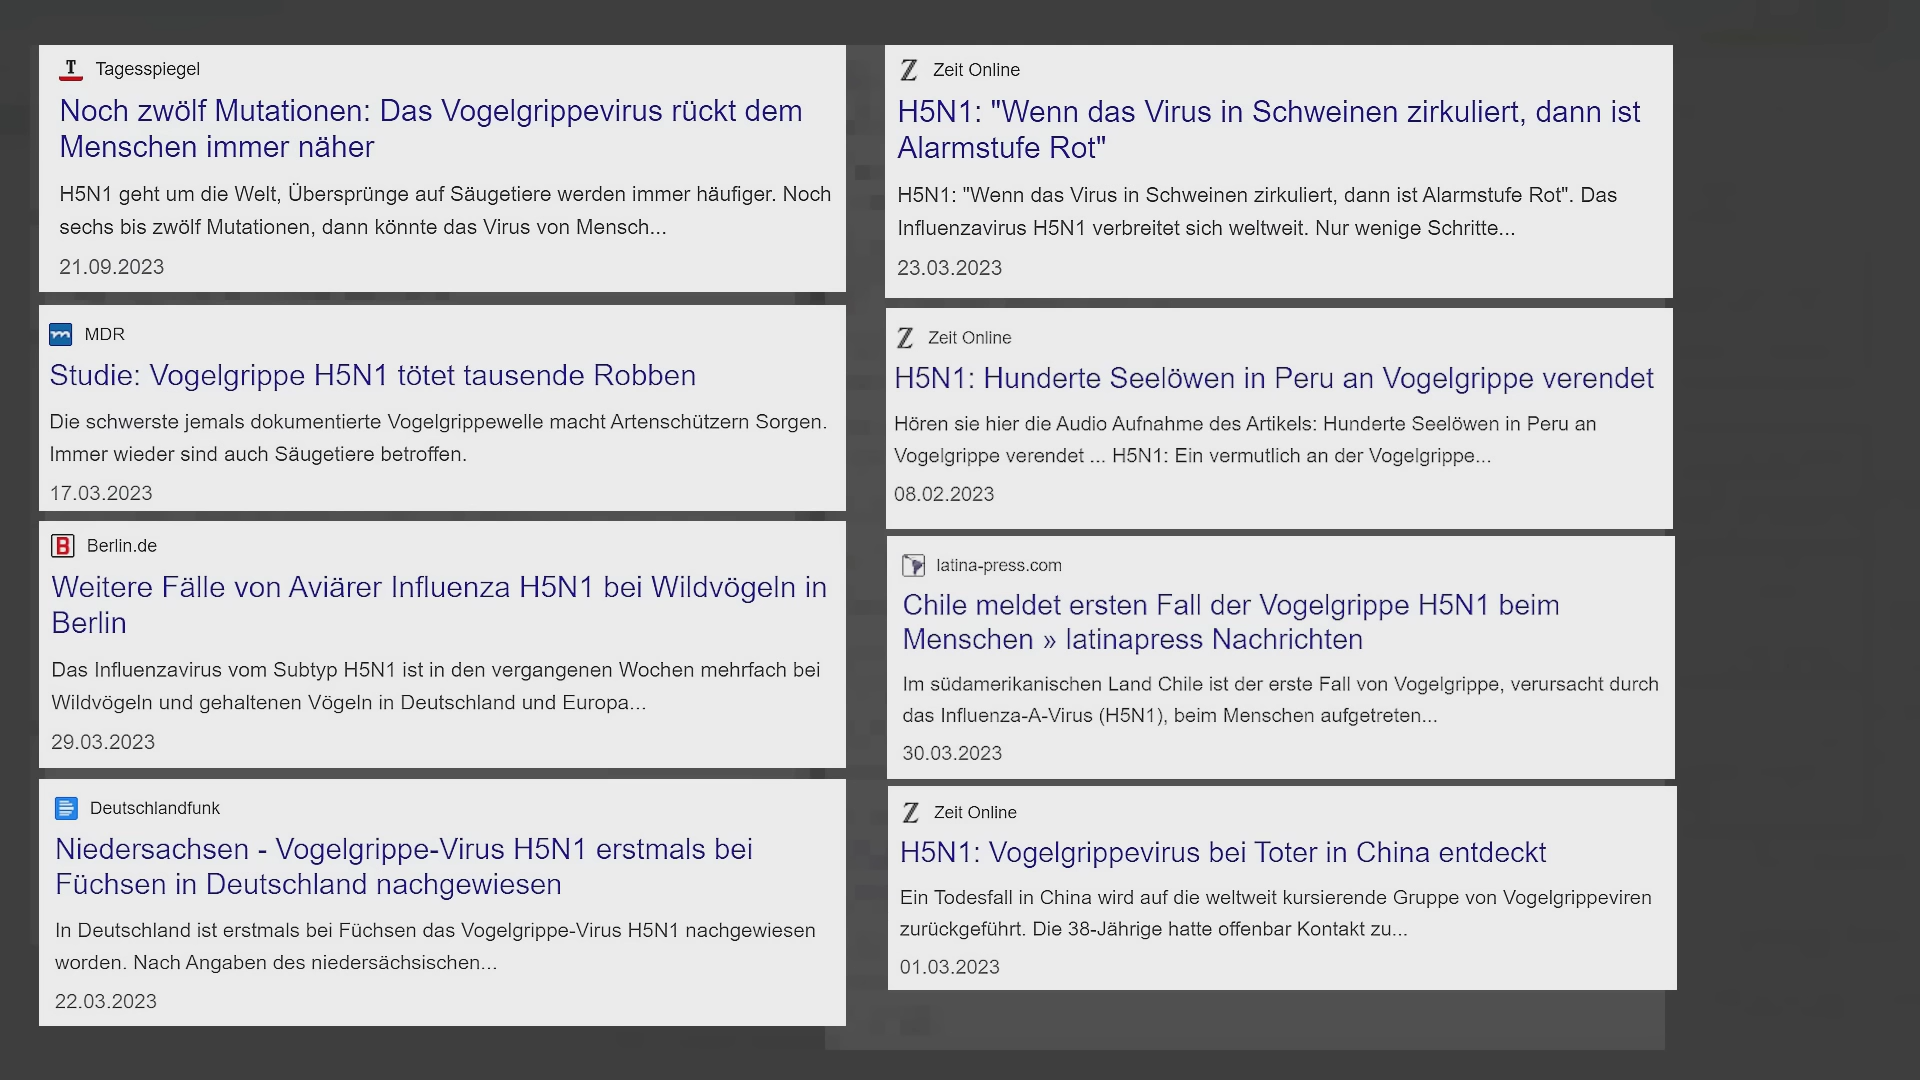 Tagesspiegel
Noch zwölf Mutationen: Das Vogelgrippevirus rückt dem
Menschen immer näher
H5N1 geht um die Welt, Übersprünge auf Säugetiere werden immer häufiger. Noch
sechs bis zwölf Mutationen, dann könnte das Virus von Mensch...
21.09.2023
MDR
Studie: Vogelgrippe H5N1 tötet tausende Robben
Die schwerste jemals dokumentierte Vogelgrippewelle macht Artenschützern Sorgen.
Immer wieder sind auch Säugetiere betroffen.
17.03.2023
Berlin.de
Weitere Fälle von Aviärer Influenza H5N1 bei Wildvögeln in
Berlin
Das Influenzavirus vom Subtyp H5N1 ist in den vergangenen Wochen mehrfach bei
Wildvögeln und gehaltenen Vögeln in Deutschland und Europa...
29.03.2023
Deutschlandfunk
Niedersachsen - Vogelgrippe-Virus H5N1 erstmals bei
Füchsen in Deutschland nachgewiesen
In Deutschland ist erstmals bei Füchsen das Vogelgrippe-Virus H5N1 nachgewiesen
worden. Nach Angaben des niedersächsischen...
22.03.2023
Zeit Online
H5N1: "Wenn das Virus in Schweinen zirkuliert, dann ist
Alarmstufe Rot"
H5N1: "Wenn das Virus in Schweinen zirkuliert, dann ist Alarmstufe Rot". Das
Influenzavirus H5N1 verbreitet sich weltweit. Nur wenige Schritte...
23.03.2023
Zeit Online
H5N1: Hunderte Seelöwen in Peru an Vogelgrippe verendet
Hören sie hier die Audio Aufnahme des Artikels: Hunderte Seelöwen in Peru an
Vogelgrippe verendet ... H5N1: Ein vermutlich an der Vogelgrippe...
08.02.2023
latina-press.com
Chile meldet ersten Fall der Vogelgrippe H5N1 beim
Menschen » latinapress Nachrichten
Im südamerikanischen Land Chile ist der erste Fall von Vogelgrippe, verursacht durch
das Influenza-A-Virus (H5N1), beim Menschen aufgetreten...
30.03.2023
Zeit Online
H5N1: Vogelgrippevirus bei Toter in China entdeckt
Ein Todesfall in China wird auf die weltweit kursierende Gruppe von Vogelgrippeviren
zurückgeführt. Die 38-Jährige hatte offenbar Kontakt zu...
01.03.2023